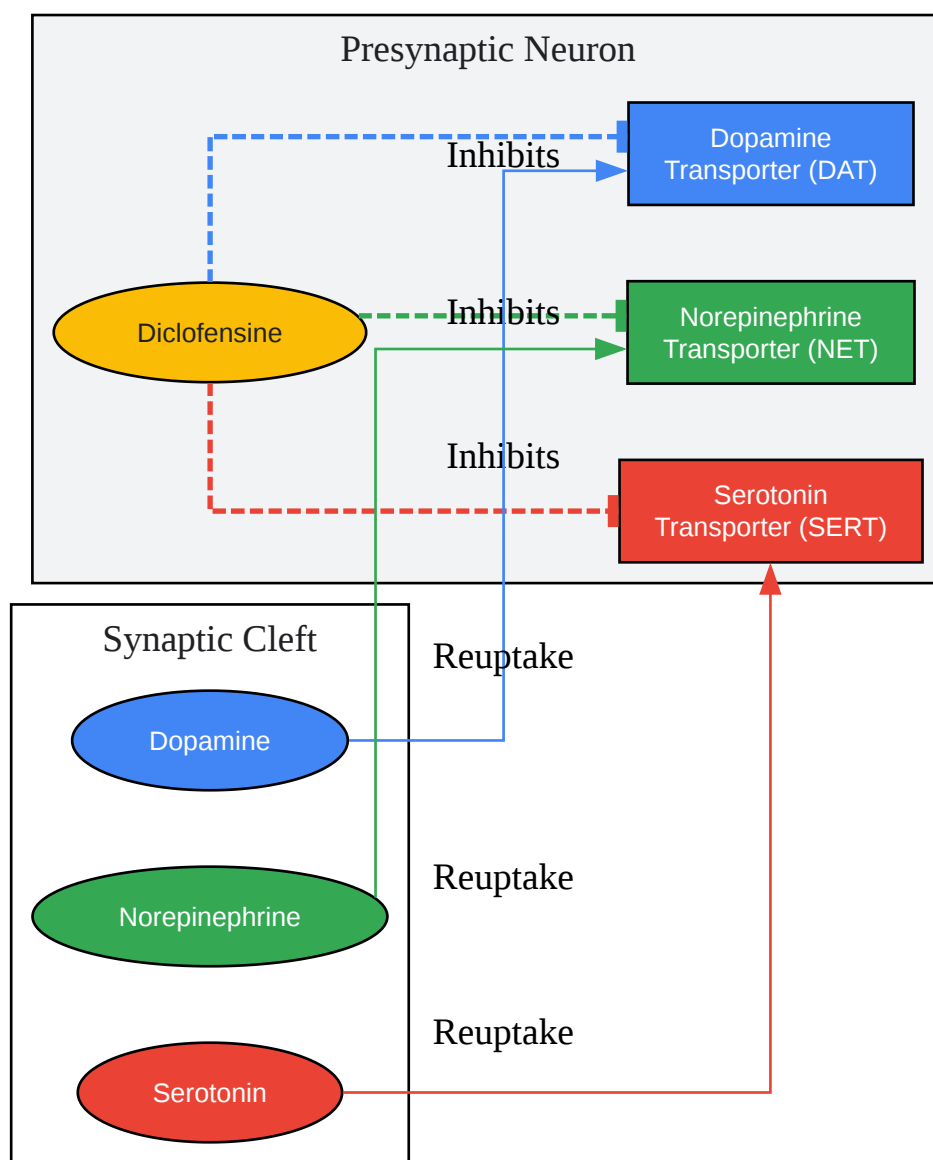 Presynaptic Neuron
Dopamine
Transporter (DAT)
Inhibits
Diclofensine
Inhibits
Norepinephrine
Transporter (NET)
Inhibits
Serotonin
Transporter (SERT)
Synaptic Cleft
Reuptake
Dopamine
Reuptake
Norepinephrine
Reuptake
Serotonin